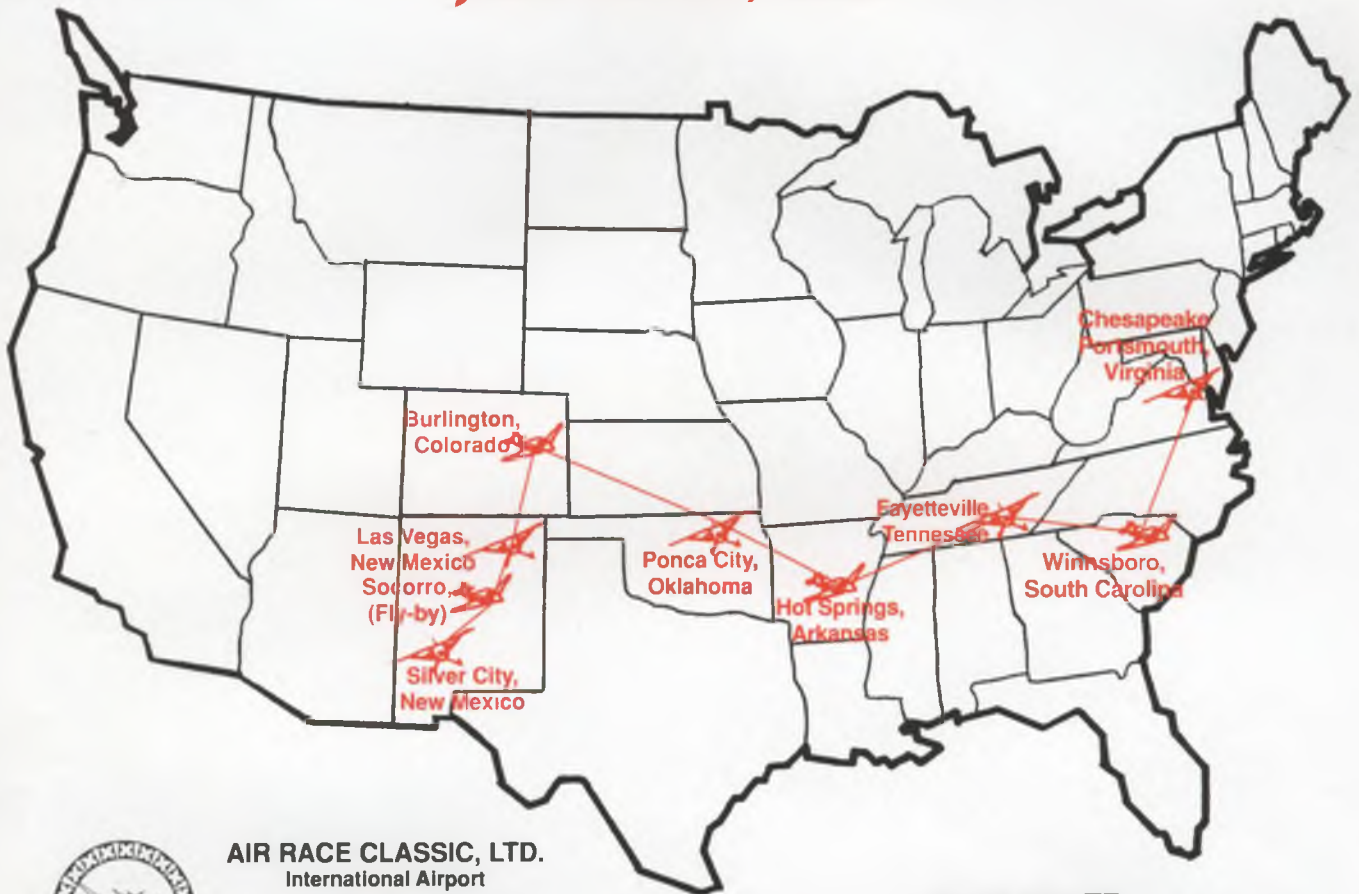 Chesapeake
Portsmouth,
Virginia
Burlington,
Colorado
Fayetteville
Tennessee
Las Vegas,
New Mexico
Socorro,
(Fly-by)
Ponca City,
Oklahoma
Winnsboro,
South Carolina
Hot Springs,
Arkansas
Silver City,
New Mexico
AIR RACE CLASSIC, LTD.
International Airport